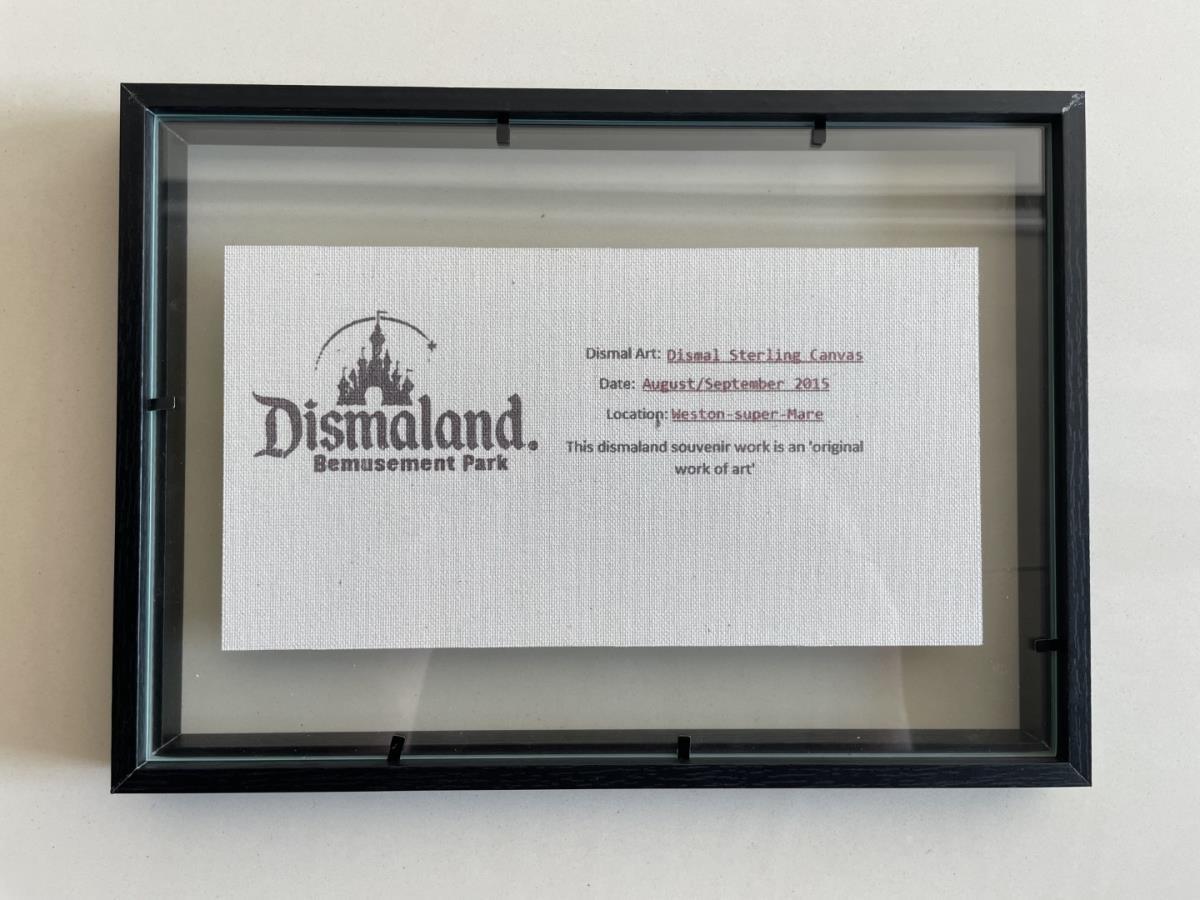 Dismaland.
Bemusement Park
Dismal Art: Dismal Sterling Canvas
Date: August/September 2015
Location: Weston-super-Mare
This dismaland souvenir work is an 'original
work of art'